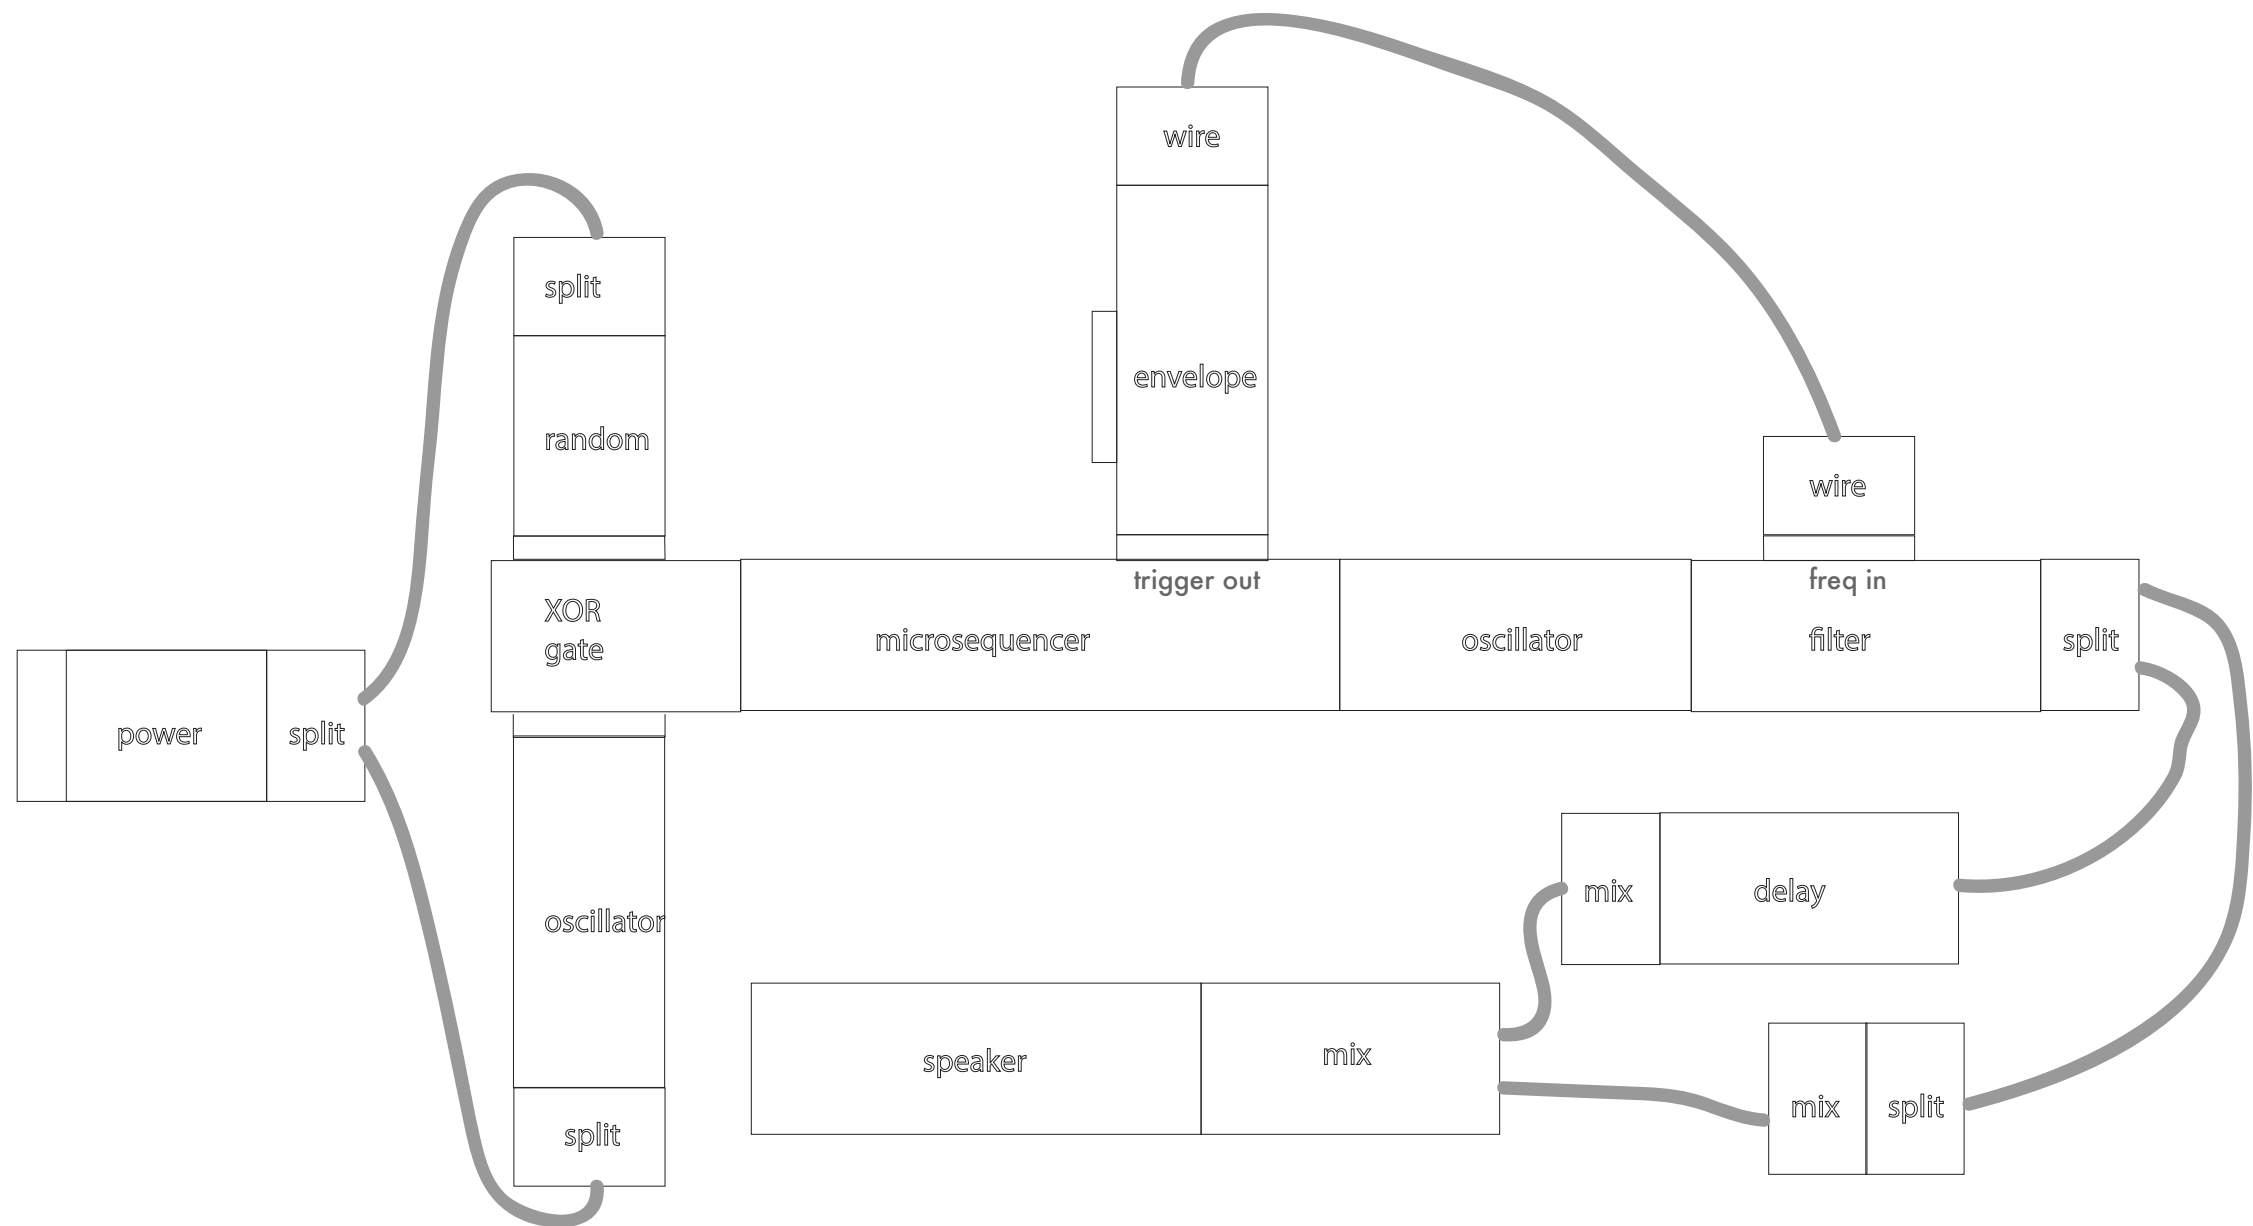 wire
split
envelope
random
wire
trigger out
freq in
XOR
gate
microsequencer
oscillator
filter
split
power
split
mix
delay
oscillator
speaker
mix
mix
split
split